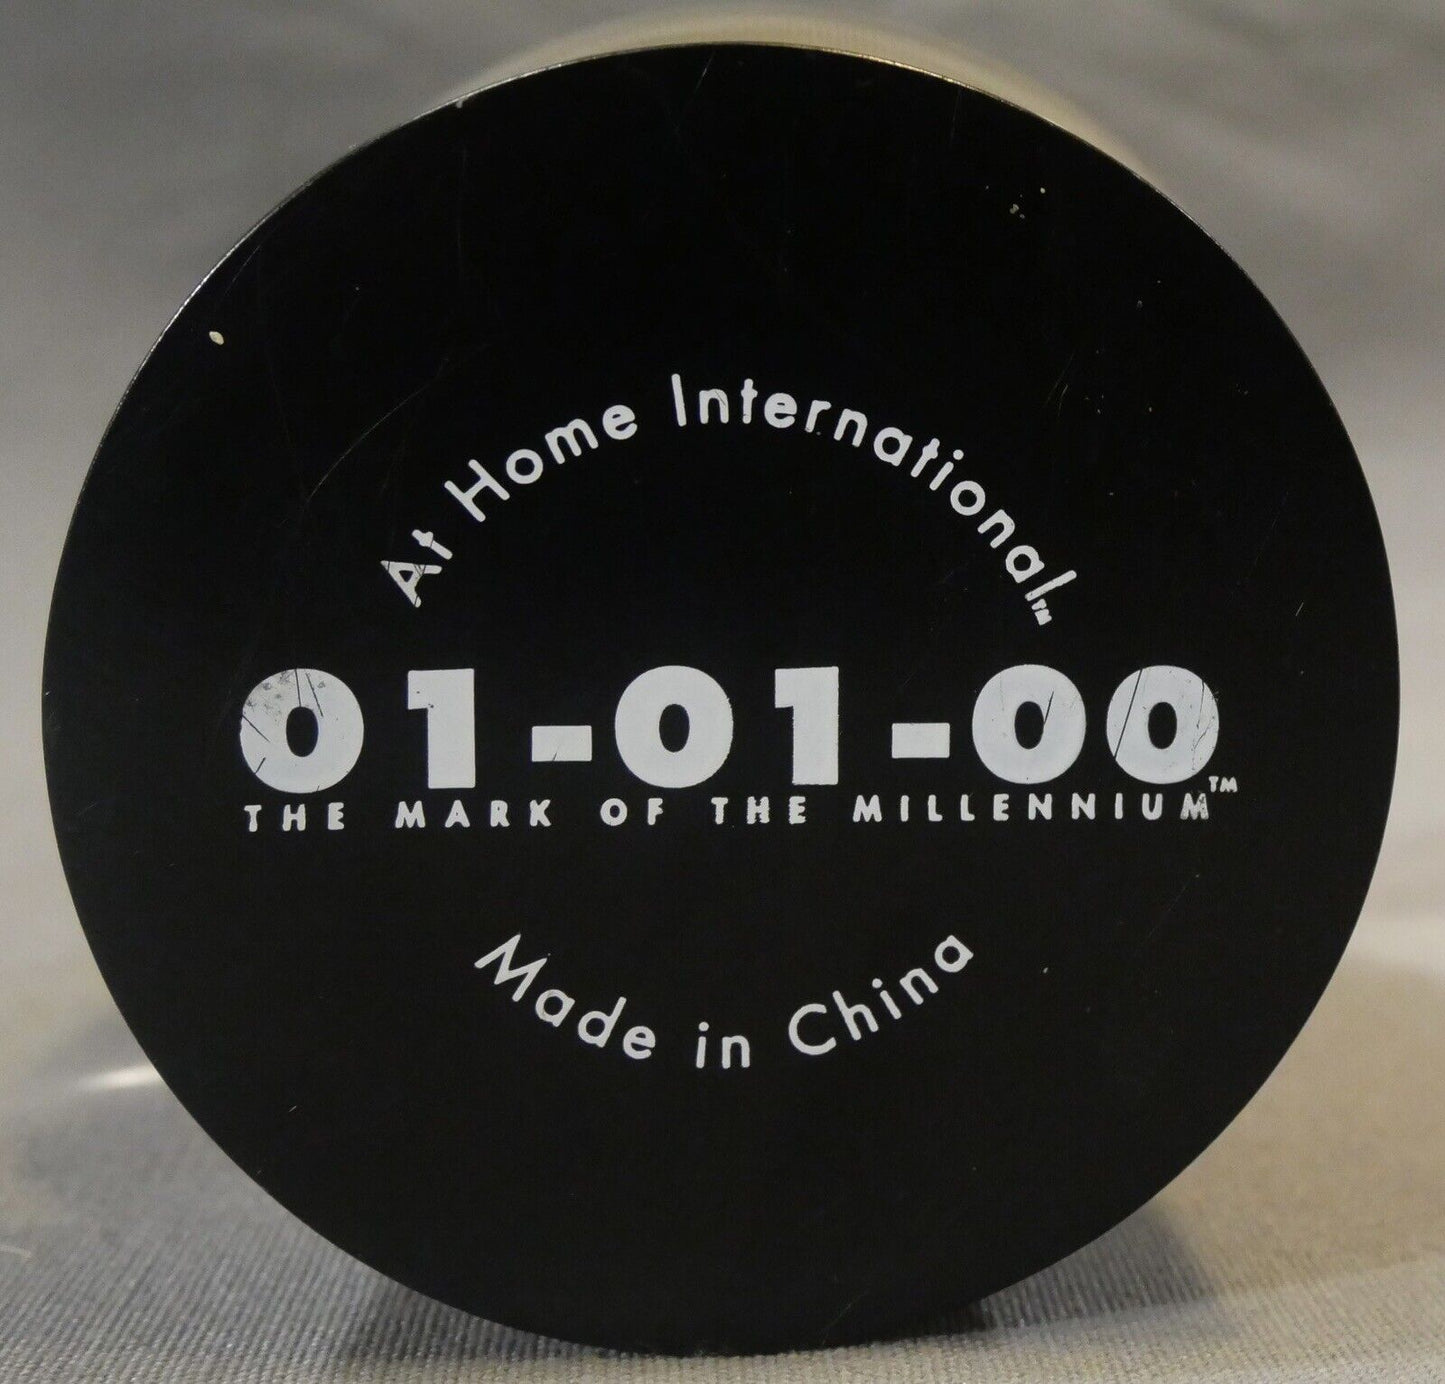 At Home International™
01-01-00
THE MARK OF THE MILLENNIUM™
Made in China